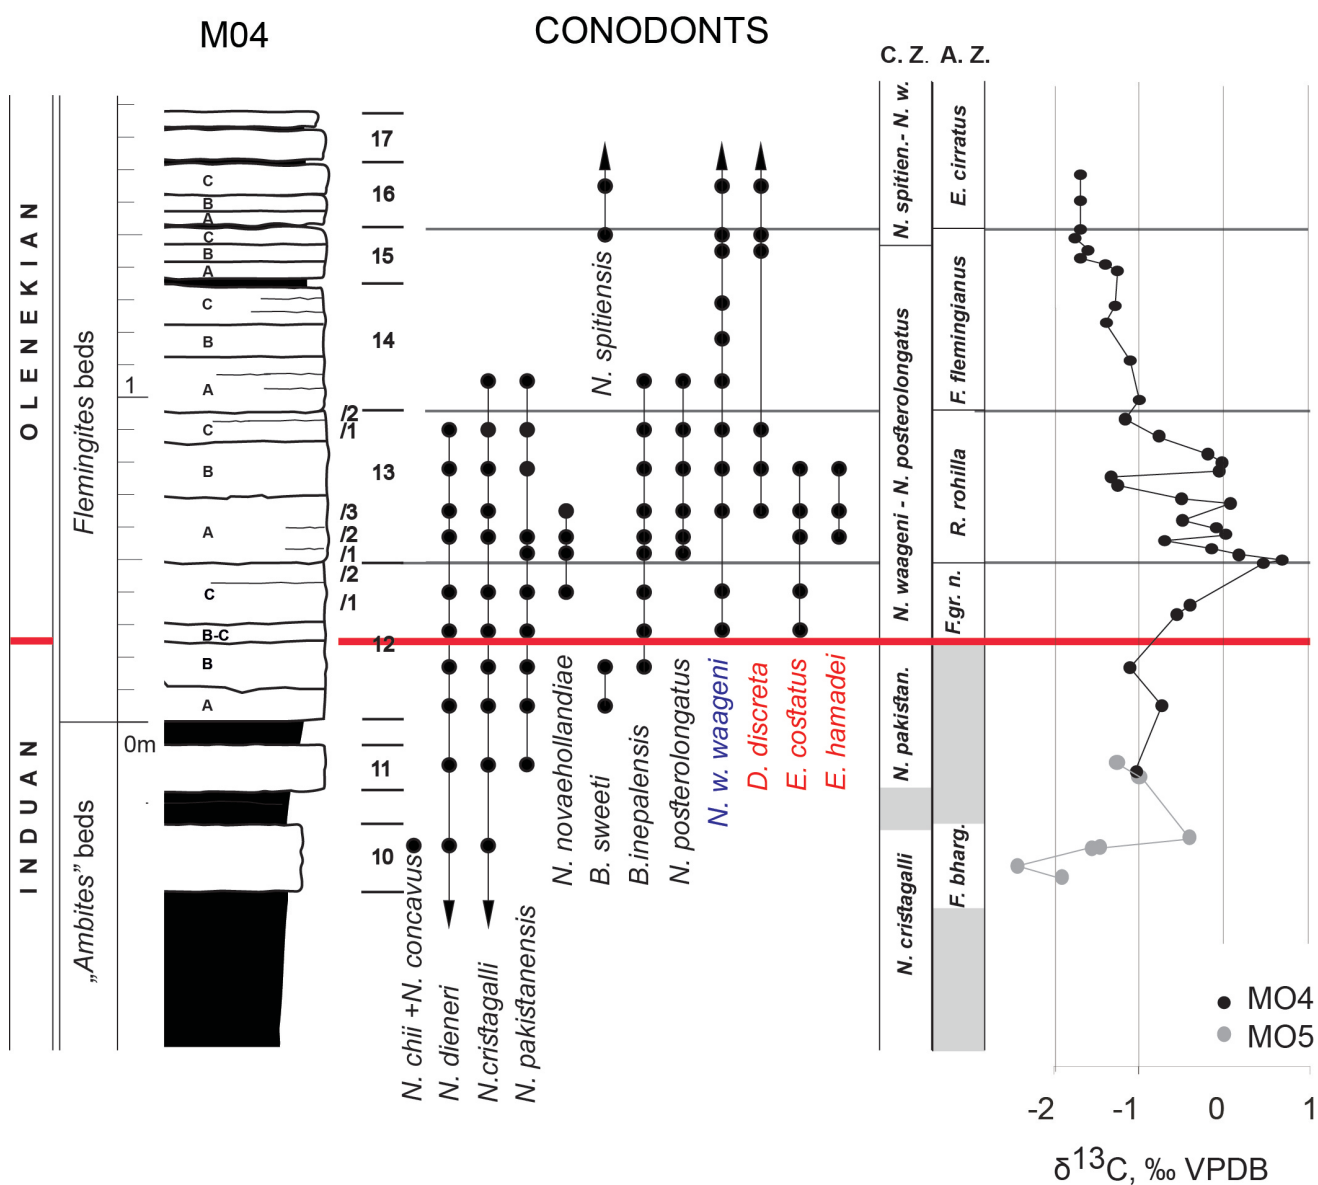 M04
CONODONTS
C. Z. A. Z.
OLENEKIAN
INDUAN
Flemingites beds
„Ambites” beds
1
0m
C
B
A
C
B
A
C
B
A
C
B
A
C
B-C
B
A
17
16
15
14
/2
/1
13
/3
/2
/1
/2
/1
12
11
10
N. chii +N. concavus
N. dieneri
N.cristagalli
N. pakistanensis
N. novaehollandiae
B. sweeti
N. spitiensis
B.inepalensis
N. posterolongatus
N. w. waageni
D. discreta
E. costatus
E. hamadei
N. spitien.- N. w.
N. waageni - N. posterolongatus
N. pakistan.
N. cristagalli
E. cirratus
F. flemingianus
R. rohilla
F.gr. n.
F. bharg.
MO4
MO5
-2 -1 0 1
δ13C, ‰ VPDB